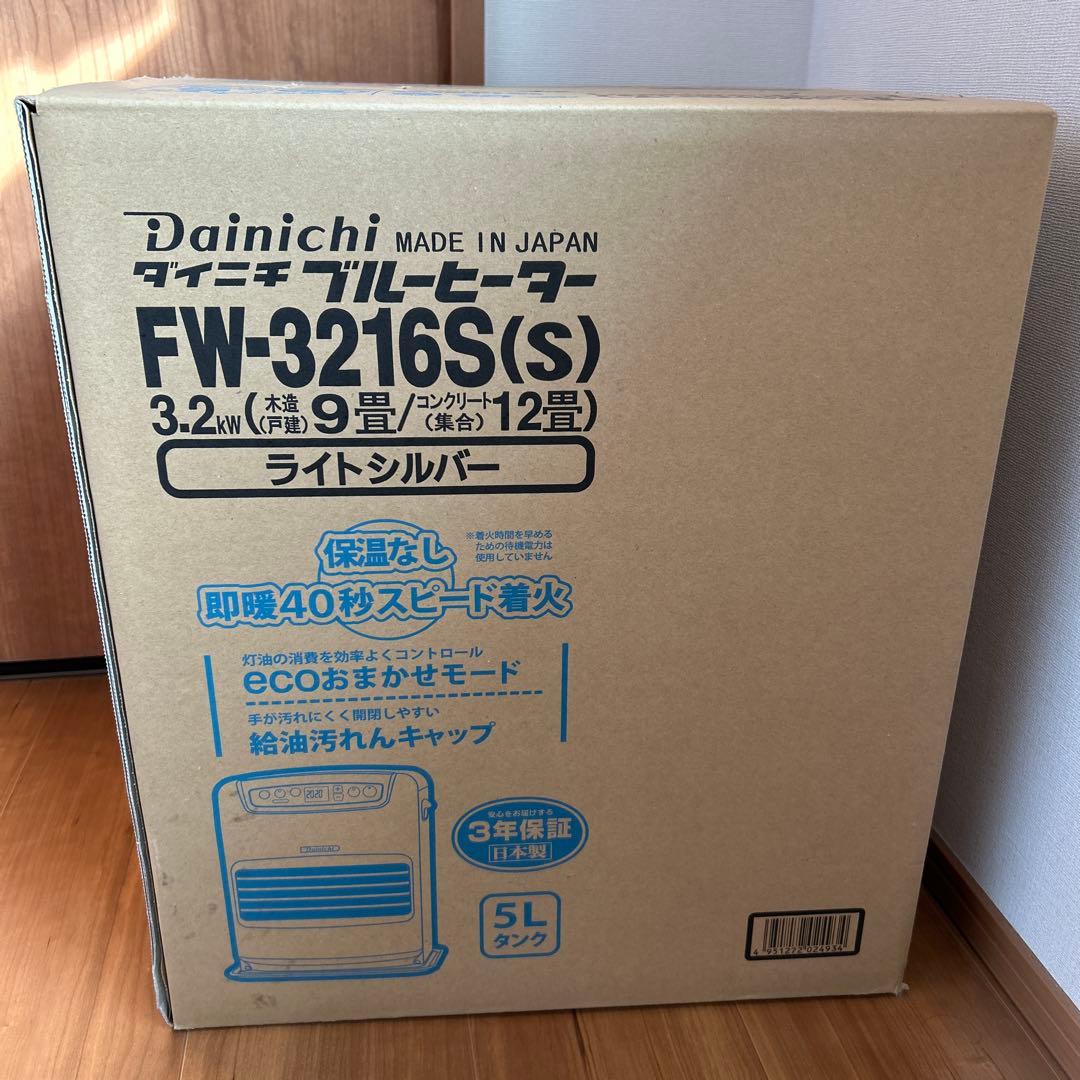 Dainichi MADE IN JAPAN
ダイニチ ブルーヒーター
FW-3216S(S)
3.2kW (木造(戸建) 9畳/コンクリート(集合) 12畳)
ライトシルバー
保温なし
※着火時間を早める
ための待機電力は
使用していません
即暖40秒スピード着火
灯油の消費を効率よくコントロール
ecoおまかせモード
手が汚れにくく開閉しやすい
給油汚れんキャップ
2020
Dainichi
安心をお届けする
3年保証
日本製
5L
タンク
4 951272 024934